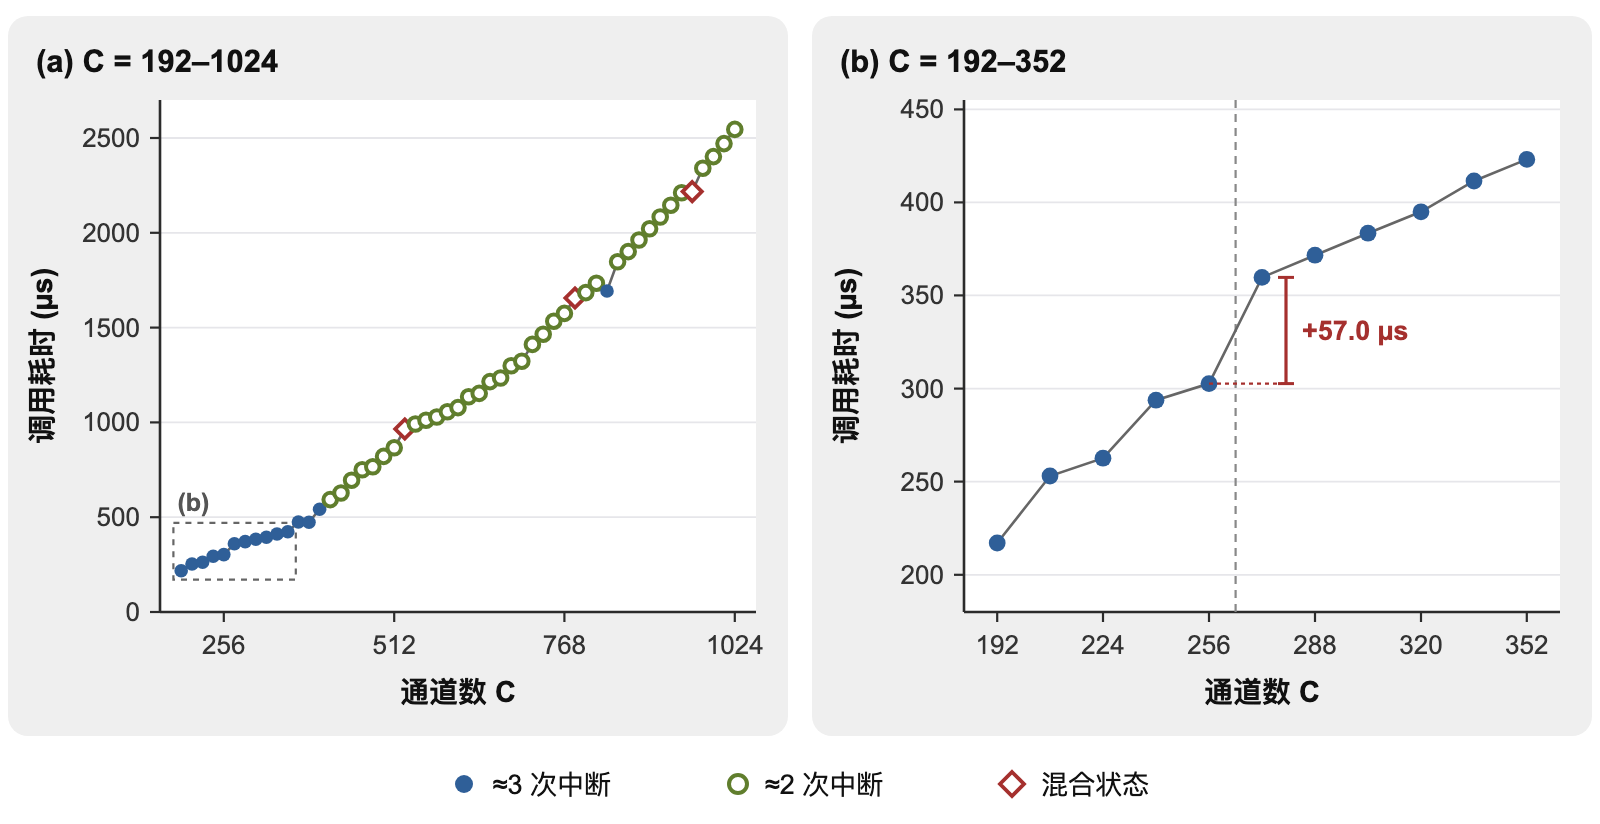 (a) C = 192–1024
2500
2000
1500
1000
500
0
(b)
256 512 768 1024
调用耗时 (µs)
通道数 C
(b) C = 192–352
450
400
350
300
250
200
+57.0 µs
192 224 256 288 320 352
调用耗时 (µs)
通道数 C
≈3 次中断 ≈2 次中断 混合状态